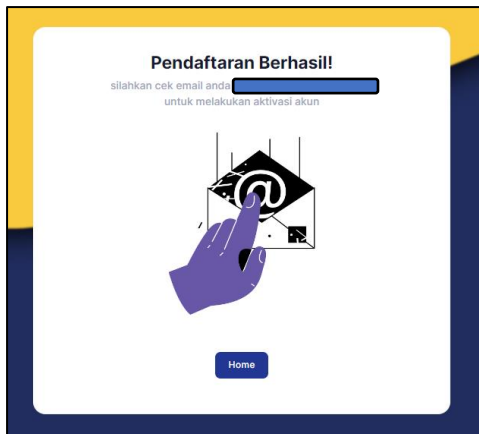 Pendaftaran Berhasil!
silahkan cek email anda
untuk melakukan aktivasi akun
@
Home